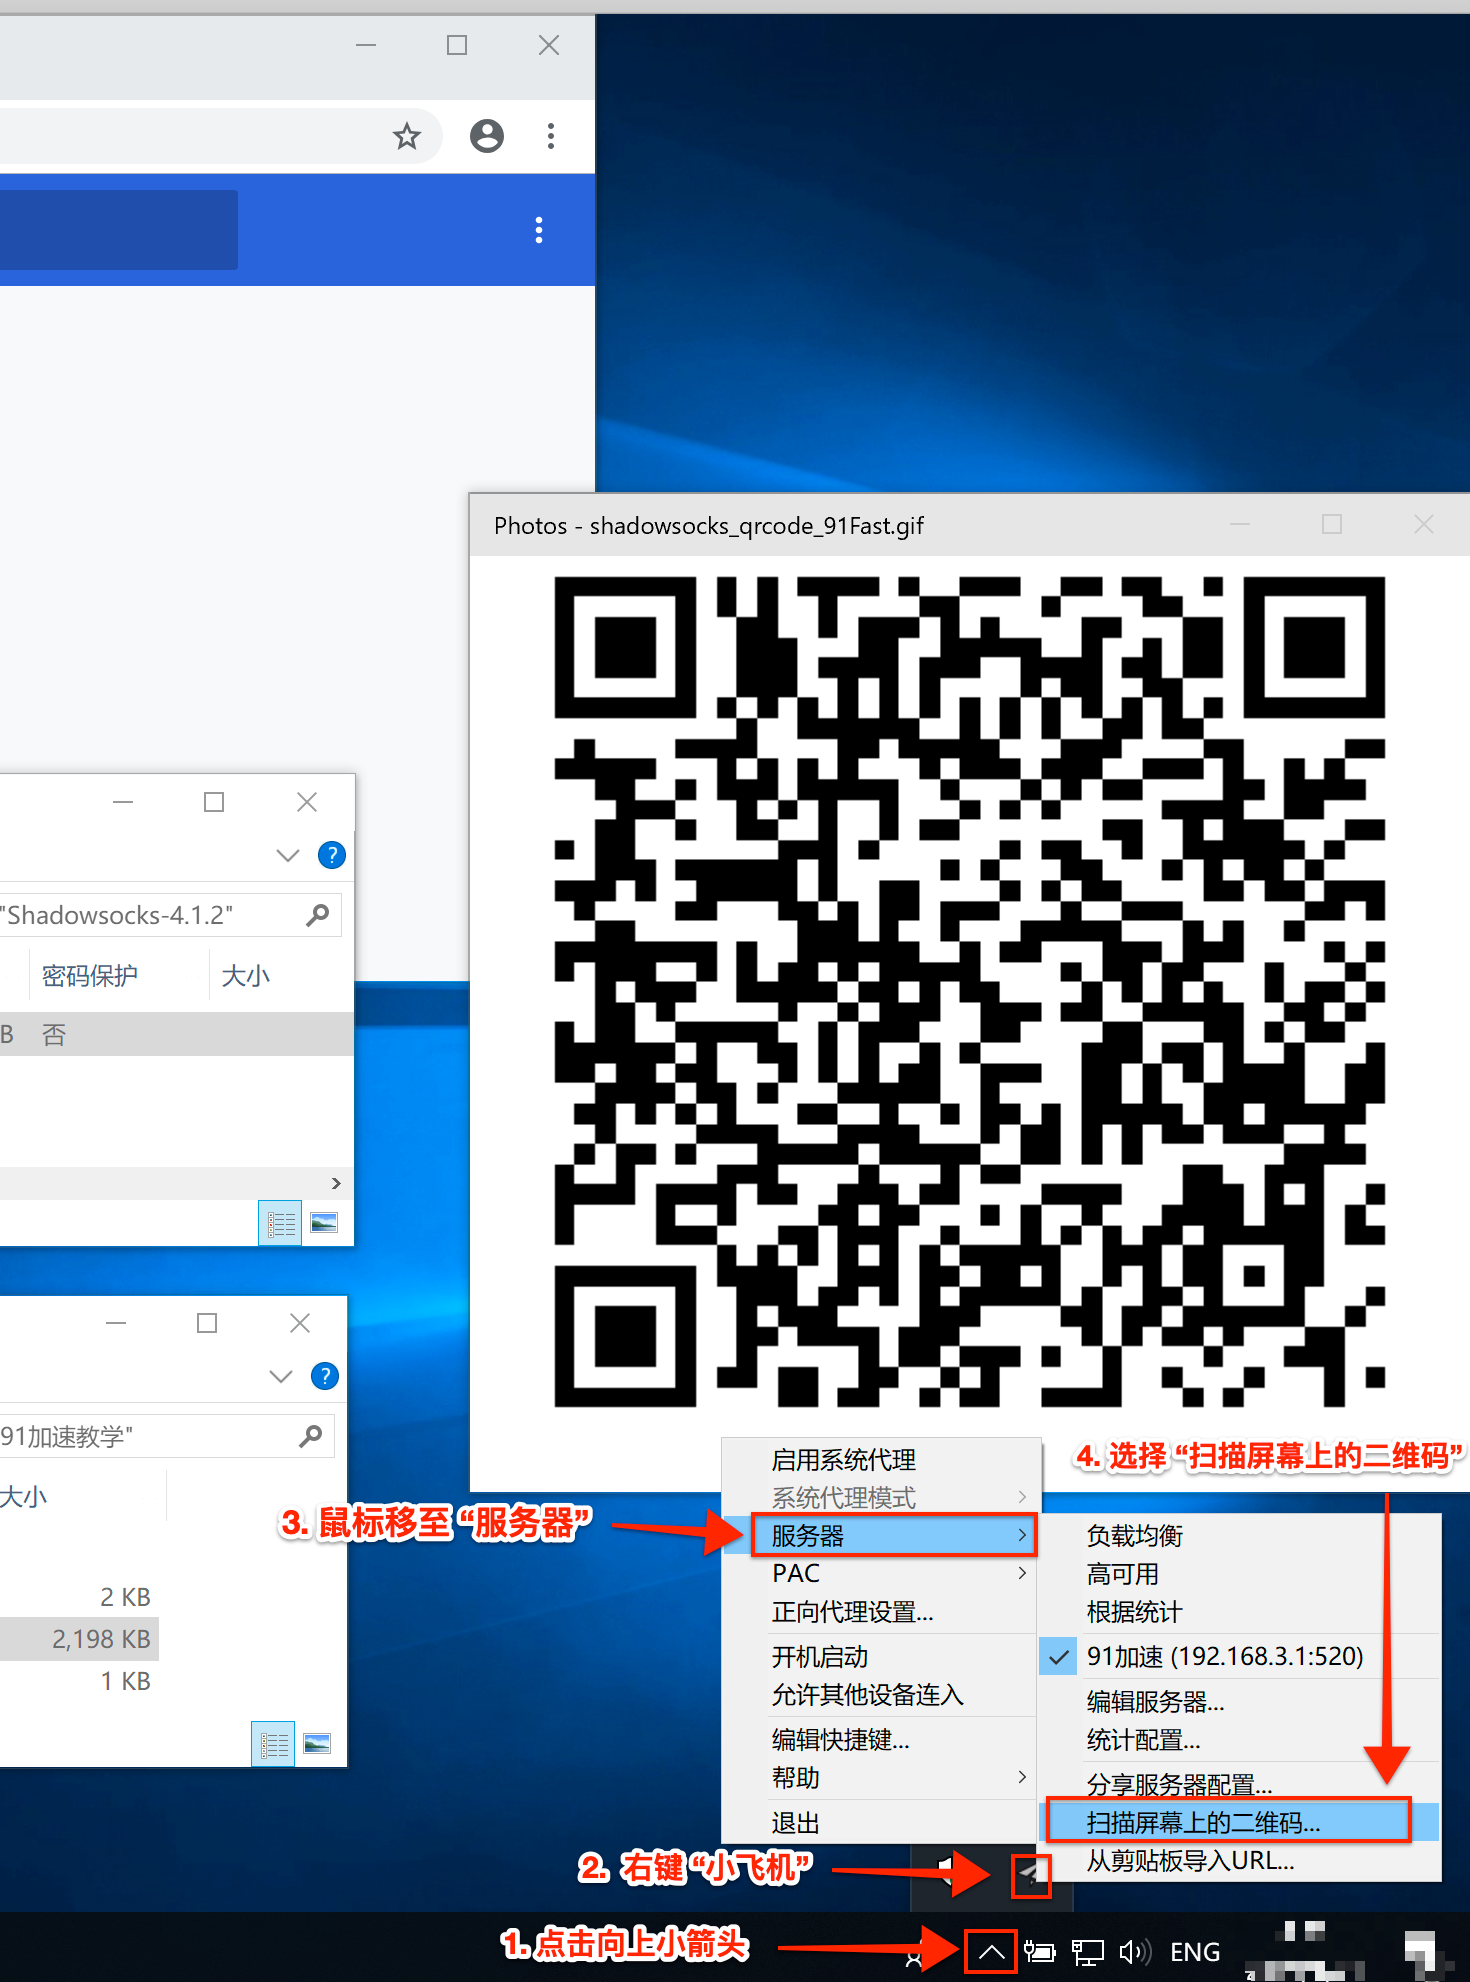 Photos - shadowsocks_qrcode_91Fast.gif
"Shadowsocks-4.1.2"
密码保护 大小
B 否
91加速教学"
大小
2 KB
2,198 KB
1 KB
4. 选择 “扫描屏幕上的二维码”
3. 鼠标移至 “服务器”
启用系统代理
系统代理模式
服务器
PAC
正向代理设置...
开机启动
允许其他设备连入
编辑快捷键...
帮助
退出
负载均衡
高可用
根据统计
91加速 (192.168.3.1:520)
编辑服务器...
统计配置...
分享服务器配置...
扫描屏幕上的二维码...
从剪贴板导入URL...
2. 右键 “小飞机”
1. 点击向上小箭头
ENG